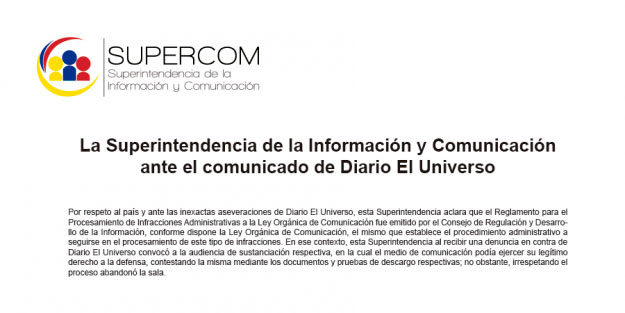 SUPERCOM
Superintendencia de la
Información y Comunicación
La Superintendencia de la Información y Comunicación
ante el comunicado de Diario El Universo
Por respeto al país y ante las inexactas aseveraciones de Diario El Universo, esta Superintendencia aclara que el Reglamento para el
Procesamiento de Infracciones Administrativas a la Ley Orgánica de Comunicación fue emitido por el Consejo de Regulación y Desarro-
llo de la Información, conforme dispone la Ley Orgánica de Comunicación, el mismo que establece el procedimiento administrativo a
seguirse en el procesamiento de este tipo de infracciones. En ese contexto, esta Superintendencia al recibir una denuncia en contra de
Diario El Universo convocó a la audiencia de sustanciación respectiva, en la cual el medio de comunicación podía ejercer su legítimo
derecho a la defensa, contestando la misma mediante los documentos y pruebas de descargo respectivas; no obstante, irrespetando el
proceso abandonó la sala.